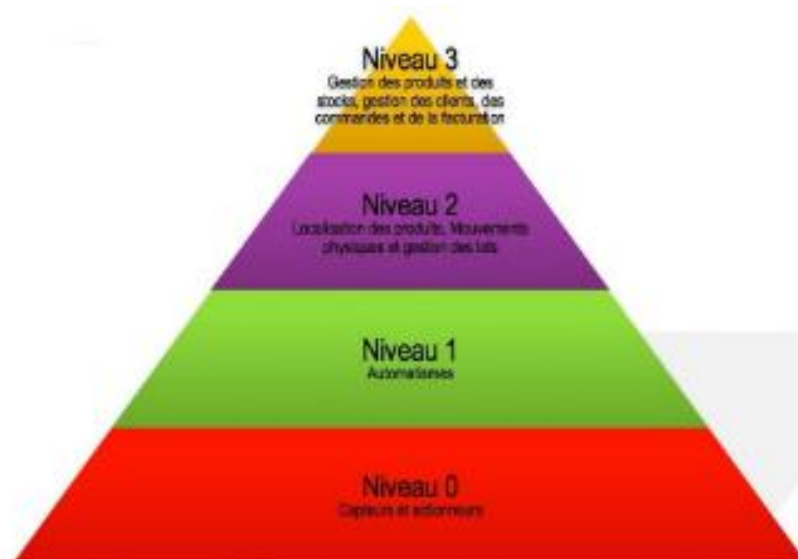 Niveau 3
Gestion des produits et des
stocks, gestion des clients, des
commandes et de la facturation
Niveau 2
Localisation des produits, Mouvements
physiques et gestion des lots
Niveau 1
Automatismes
Niveau 0
Capteurs et actionneurs